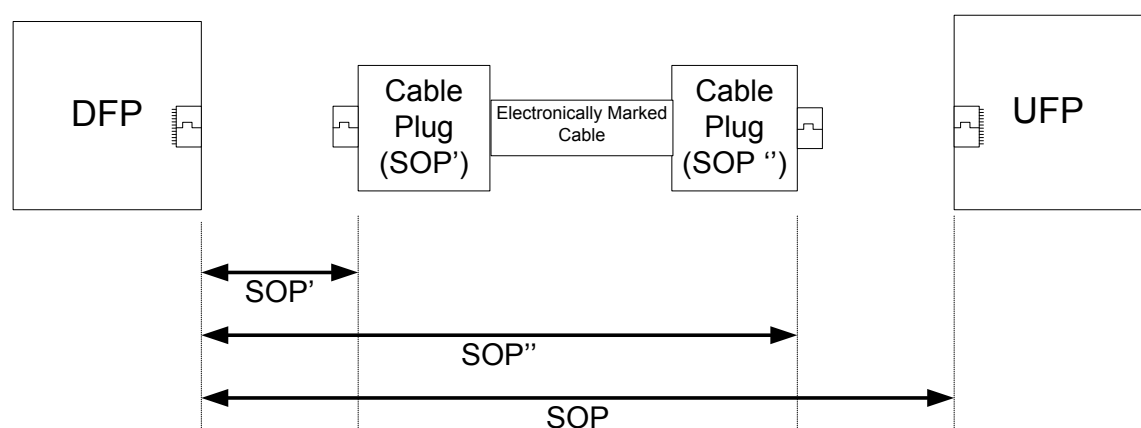 DFP
Cable
Plug
(SOP’)
Electronically Marked
Cable
Cable
Plug
(SOP ‘’)
UFP
SOP’
SOP’’
SOP